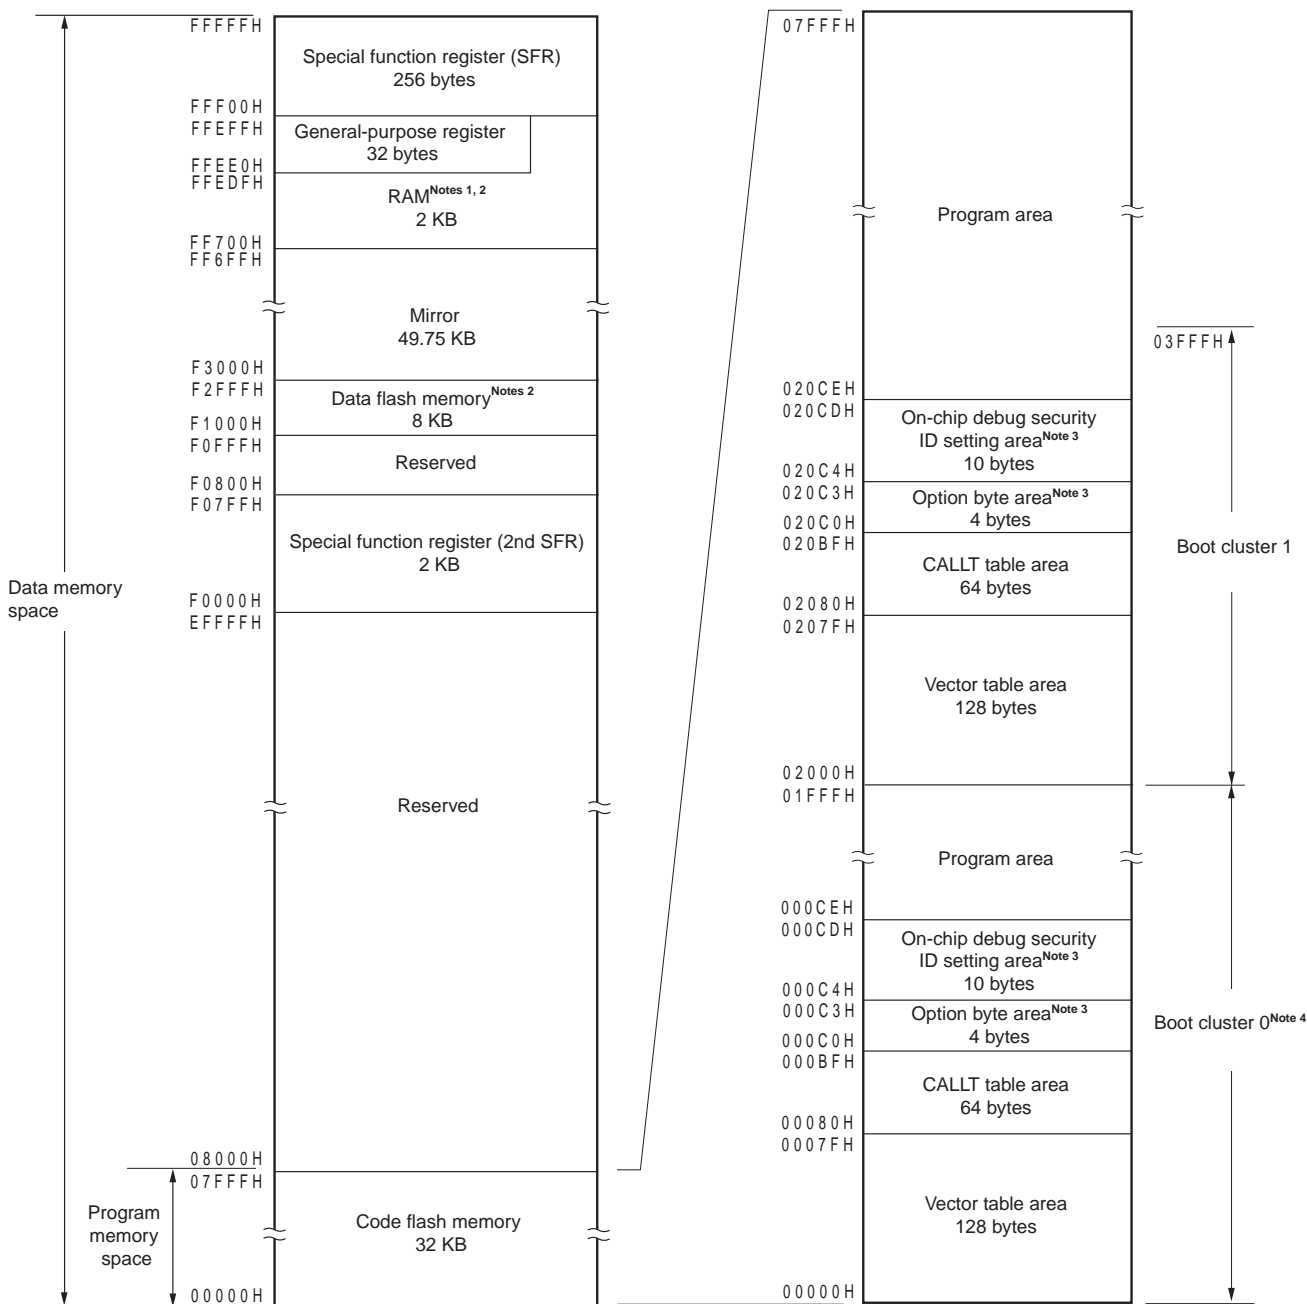 FFFFFH
Special function register (SFR)
256 bytes
FFF00H
FFEFFH
General-purpose register
32 bytes
FFEE0H
FFEDFH
RAMNotes 1, 2
2 KB
FF700H
FF6FFH
Mirror
49.75 KB
F3000H
F2FFFH
Data flash memoryNotes 2
8 KB
F1000H
F0FFFH
Reserved
F0800H
F07FFH
Special function register (2nd SFR)
2 KB
Data memory
space
F0000H
EFFFFH
Reserved
08000H
07FFFH
Program
memory
space
Code flash memory
32 KB
00000H
07FFFH
Program area
03FFFH
020CEH
020CDH
On-chip debug security
ID setting areaNote 3
10 bytes
020C4H
020C3H
Option byte areaNote 3
4 bytes
020C0H
020BFH
CALLT table area
64 bytes
Boot cluster 1
02080H
0207FH
Vector table area
128 bytes
02000H
01FFFH
Program area
000CEH
000CDH
On-chip debug security
ID setting areaNote 3
10 bytes
000C4H
000C3H
Option byte areaNote 3
4 bytes
Boot cluster 0Note 4
000C0H
000BFH
CALLT table area
64 bytes
00080H
0007FH
Vector table area
128 bytes
00000H